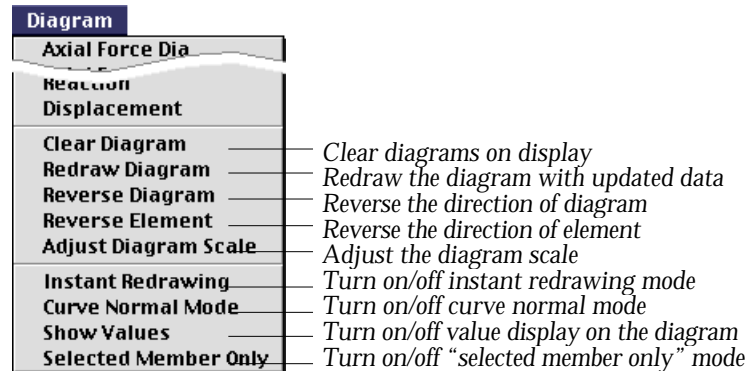 Diagram
Axial Force Dia
Reaction
Displacement
Clear Diagram Clear diagrams on display
Redraw Diagram Redraw the diagram with updated data
Reverse Diagram Reverse the direction of diagram
Reverse Element Reverse the direction of element
Adjust Diagram Scale Adjust the diagram scale
Instant Redrawing Turn on/off instant redrawing mode
Curve Normal Mode Turn on/off curve normal mode
Show Values Turn on/off value display on the diagram
Selected Member Only Turn on/off “selected member only” mode